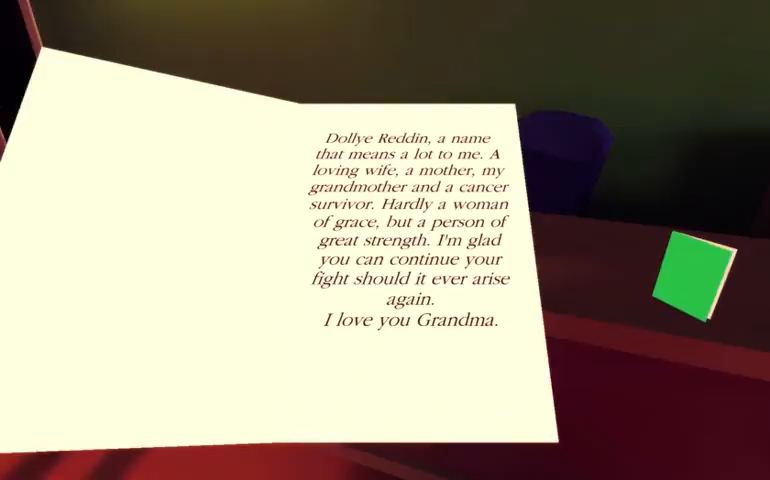 Dollye Reddin, a name
that means a lot to me. A
loving wife, a mother, my
grandmother and a cancer
survivor. Hardly a woman
of grace, but a person of
great strength. I'm glad
you can continue your
fight should it ever arise
again.
I love you Grandma.